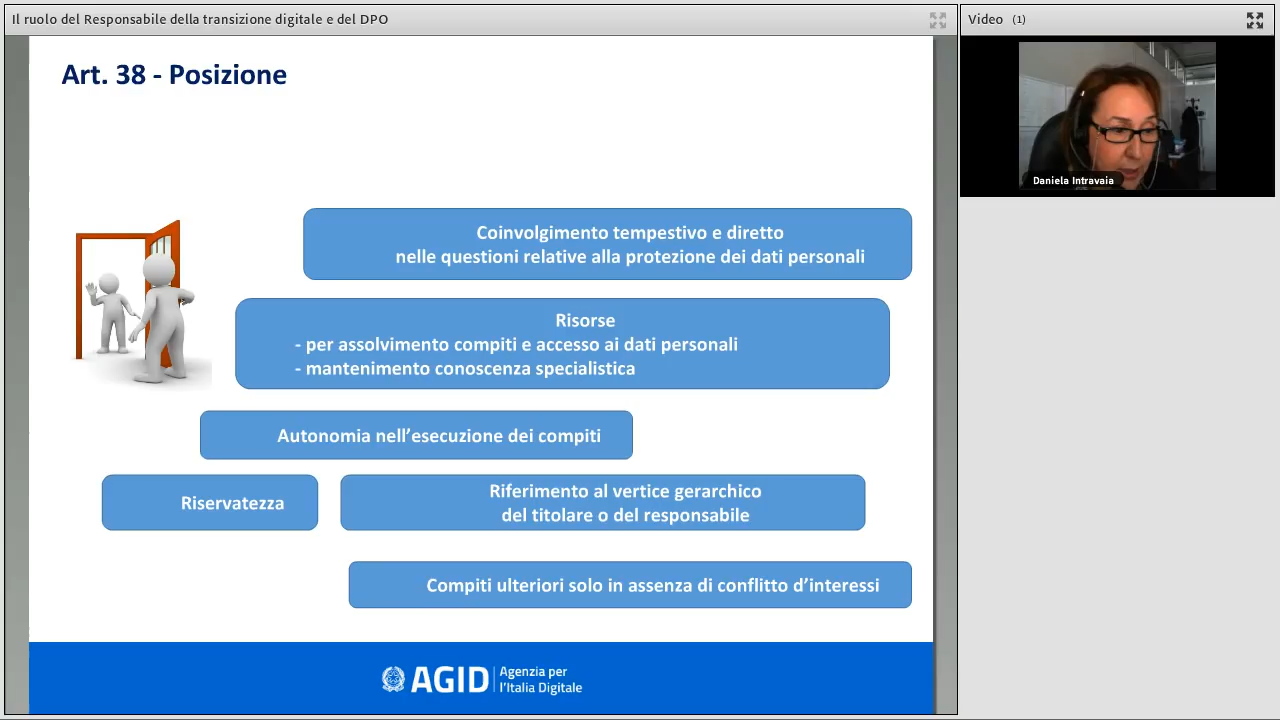 Il ruolo del Responsabile della transizione digitale e del DPO
Video (1)
Daniela Intravaia
Art. 38 - Posizione
Coinvolgimento tempestivo e diretto
nelle questioni relative alla protezione dei dati personali
Risorse
- per assolvimento compiti e accesso ai dati personali
- mantenimento conoscenza specialistica
Autonomia nell’esecuzione dei compiti
Riservatezza
Riferimento al vertice gerarchico
del titolare o del responsabile
Compiti ulteriori solo in assenza di conflitto d’interessi
AGID
Agenzia per
l’Italia Digitale